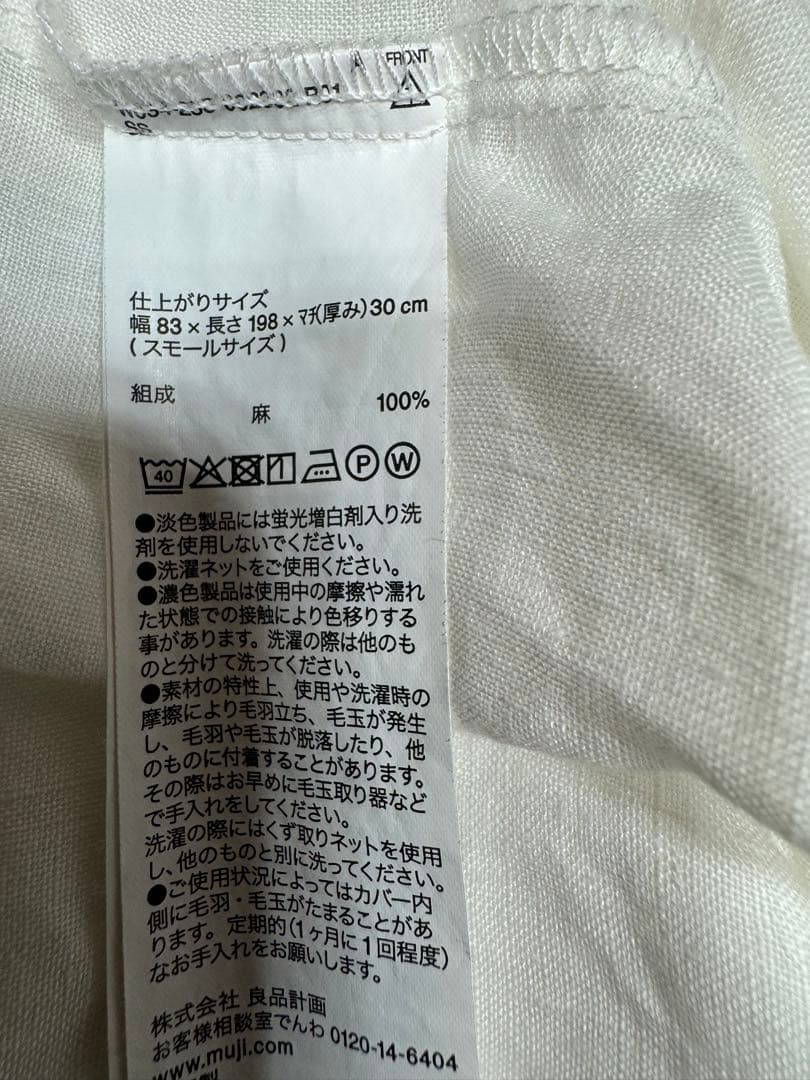 FRONT
SS
仕上がりサイズ
幅 83 × 長さ 198 × マチ(厚み) 30 cm
( スモールサイズ )
組成
麻 100%
40 P W
●淡色製品には蛍光増白剤入り洗
剤を使用しないでください。
●洗濯ネットをご使用ください。
●濃色製品は使用中の摩擦や濡れ
た状態での接触により色移りする
事があります。洗濯の際は他のも
のと分けて洗ってください。
●素材の特性上、使用や洗濯時の
摩擦により毛羽立ち、毛玉が発生
し、毛羽や毛玉が脱落したり、他
のものに付着することがあります。
その際はお早めに毛玉取り器など
で手入れをしてください。
洗濯の際にはくず取りネットを使用
し、他のものと別に洗ってください。
●ご使用状況によってはカバー内
側に毛羽・毛玉がたまることがあ
ります。定期的(1ヶ月に1回程度)
なお手入れをお願いします。
株式会社 良品計画
お客様相談室でんわ 0120-14-6404
www.muji.com